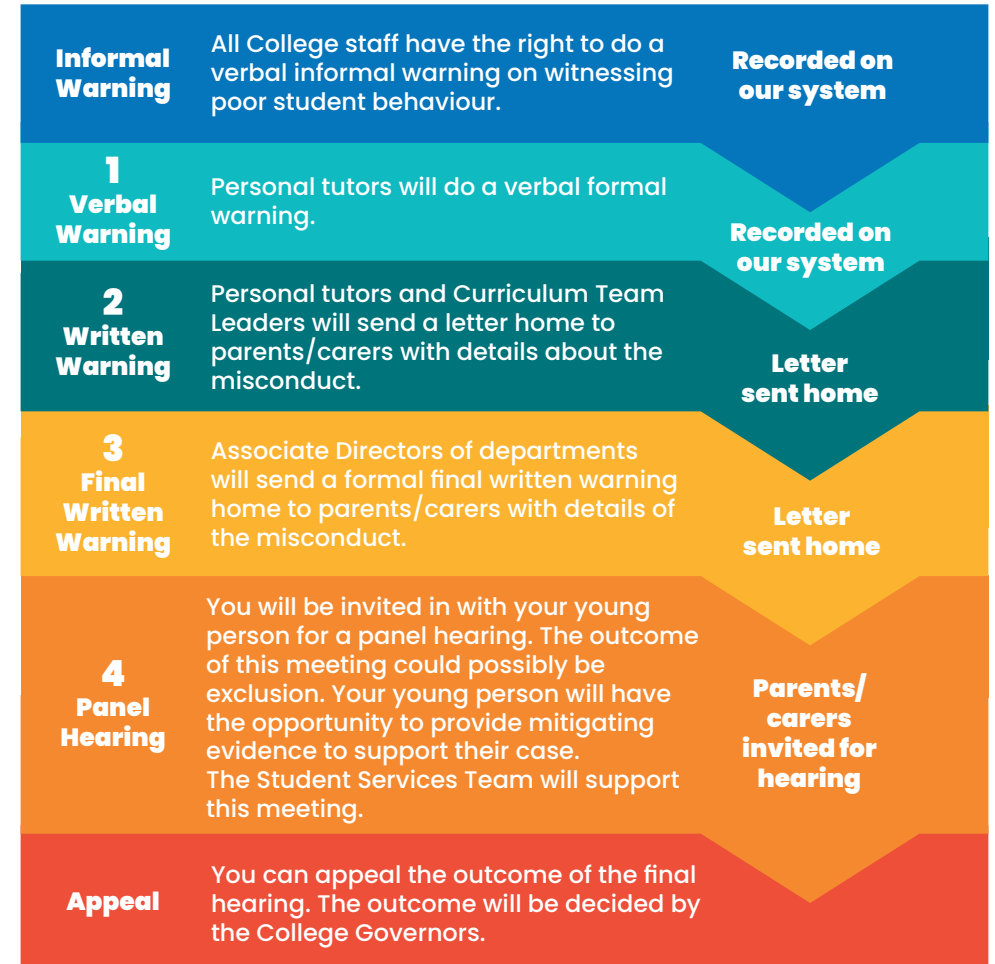 Informal
Warning
All College staff have the right to do a
verbal informal warning on witnessing
poor student behaviour.
Recorded on
our system
1
Verbal
Warning
Personal tutors will do a verbal formal
warning.
Recorded on
our system
2
Written
Warning
Personal tutors and Curriculum Team
Leaders will send a letter home to
parents/carers with details about the
misconduct.
Letter
sent home
3
Final
Written
Warning
Associate Directors of departments
will send a formal final written warning
home to parents/carers with details of
the misconduct.
Letter
sent home
4
Panel
Hearing
You will be invited in with your young
person for a panel hearing. The outcome
of this meeting could possibly be
exclusion. Your young person will have
the opportunity to provide mitigating
evidence to support their case.
The Student Services Team will support
this meeting.
Parents/
carers
invited for
hearing
Appeal
You can appeal the outcome of the final
hearing. The outcome will be decided by
the College Governors.